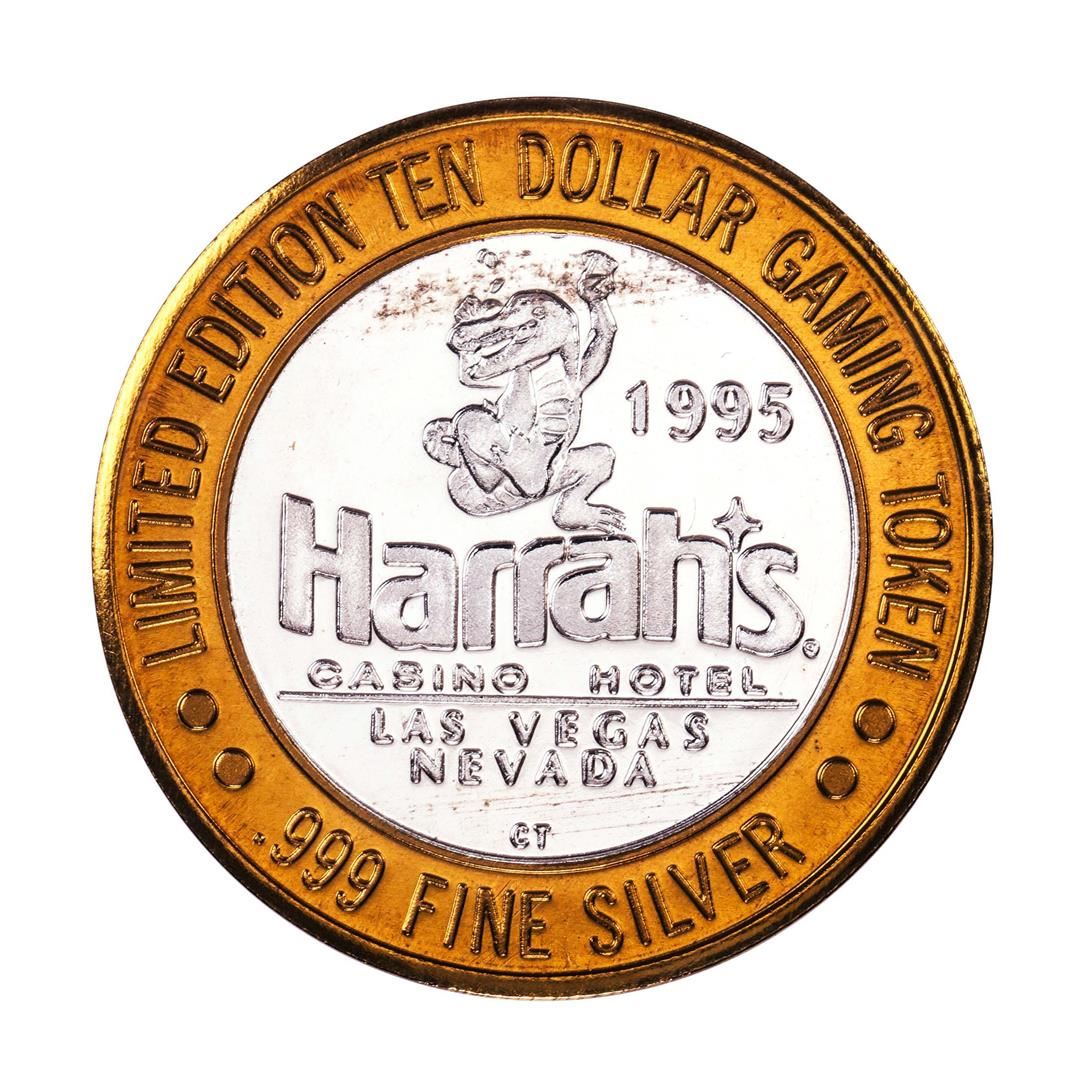 LIMITED EDITION TEN DOLLAR GAMING TOKEN
1995
Harrah's®
CASINO HOTEL
LAS VEGAS
NEVADA
CT
.999 FINE SILVER